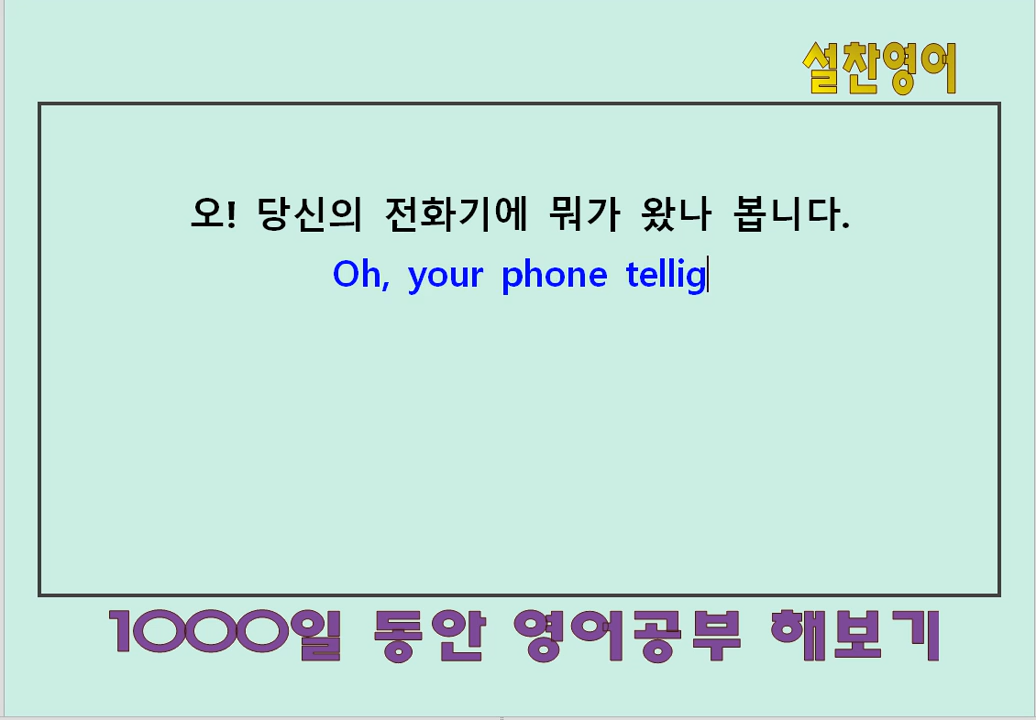 설찬영어
오! 당신의 전화기에 뭐가 왔나 봅니다.
Oh, your phone tellig
1000일 동안 영어공부 해보기